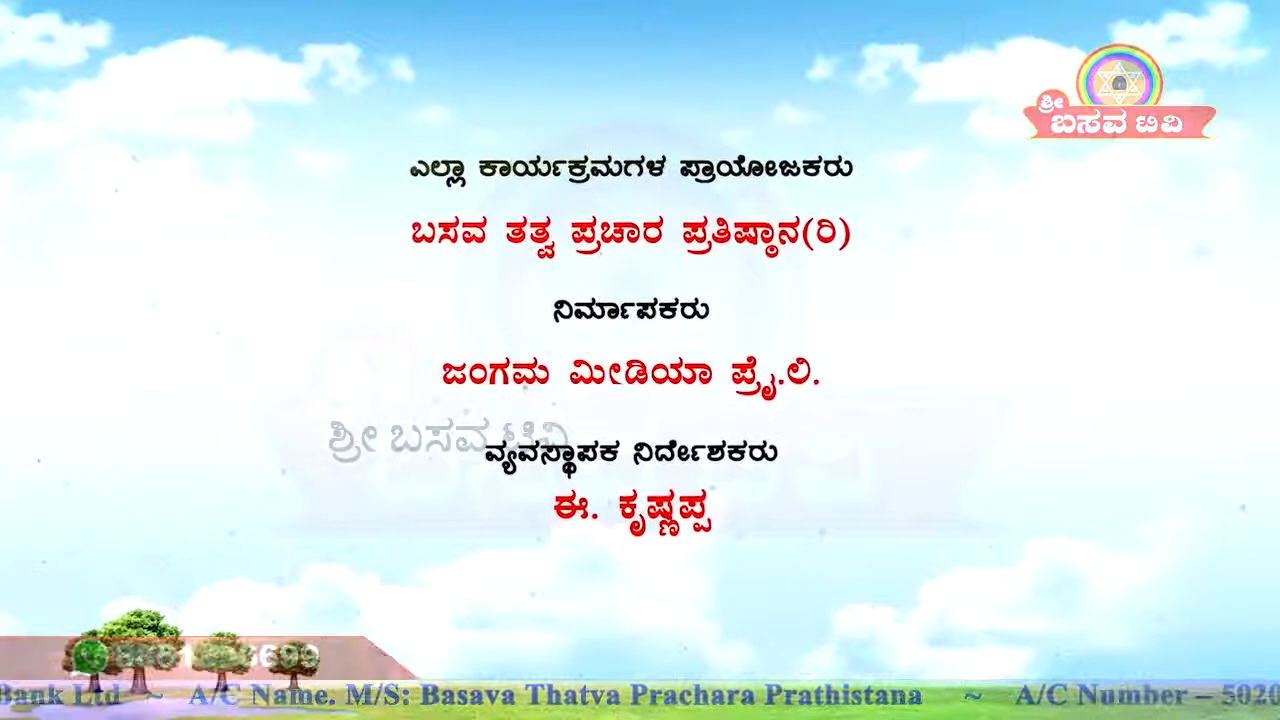 ಶ್ರೀ
ಬಸವ ಟಿವಿ
ಎಲ್ಲಾ ಕಾರ್ಯಕ್ರಮಗಳ ಪ್ರಾಯೋಜಕರು
ಬಸವ ತತ್ವ ಪ್ರಚಾರ ಪ್ರತಿಷ್ಠಾನ(ರಿ)
ನಿರ್ಮಾಪಕರು
ಜಂಗಮ ಮೀಡಿಯಾ ಪ್ರೈ.ಲಿ.
ಶ್ರೀ ಬಸವ ಟಿವಿ
ವ್ಯವಸ್ಥಾಪಕ ನಿರ್ದೇಶಕರು
ಈ. ಕೃಷ್ಣಪ್ಪ
Bank Ltd ~ A/C Name. M/S: Basava Thatva Prachara Prathistana ~ A/C Number – 5020